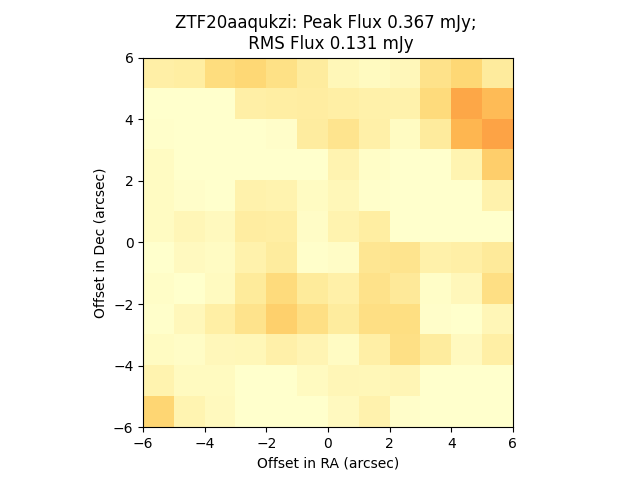 ZTF20aaqukzi: Peak Flux 0.367 mJy;
RMS Flux 0.131 mJy
6
4
2
0
−2
−4
−6
Offset in Dec (arcsec)
−6 −4 −2 0 2 4 6
Offset in RA (arcsec)